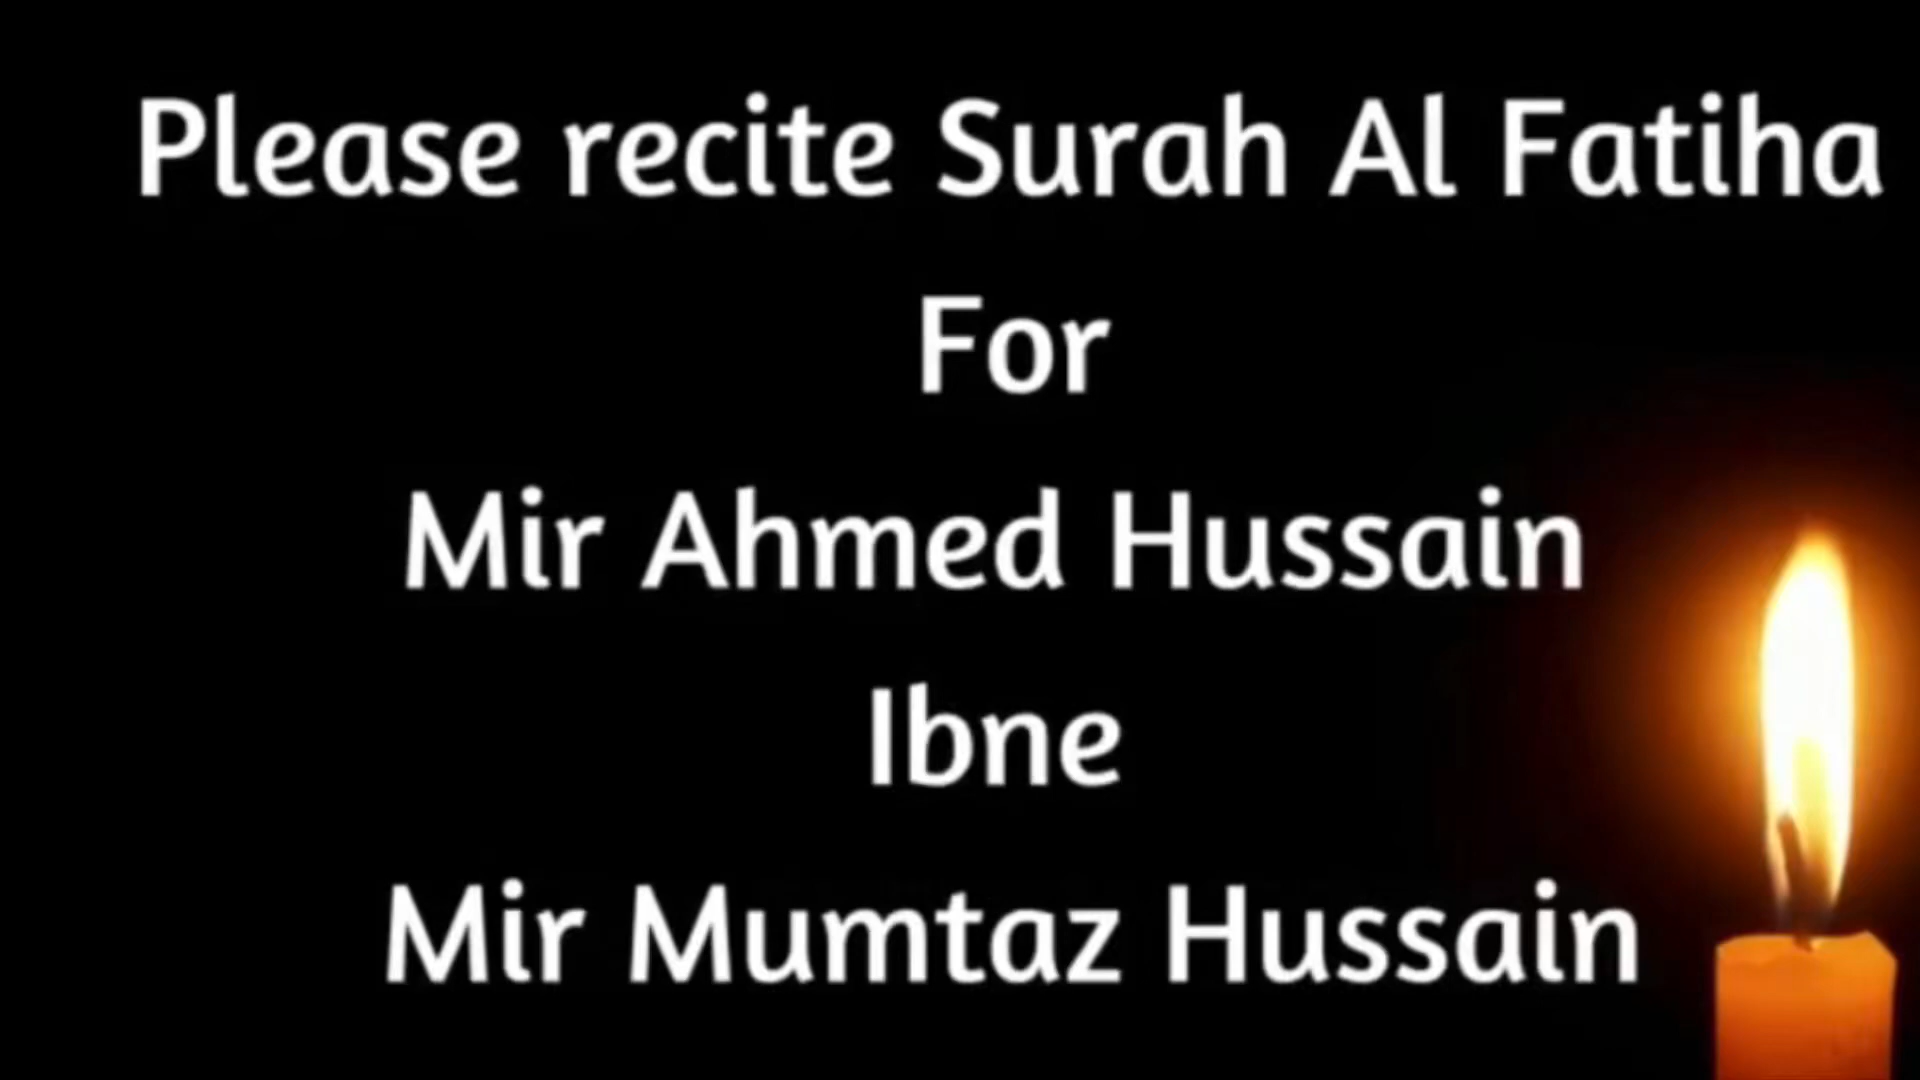 Please recite Surah Al Fatiha
For
Mir Ahmed Hussain
Ibne
Mir Mumtaz Hussain